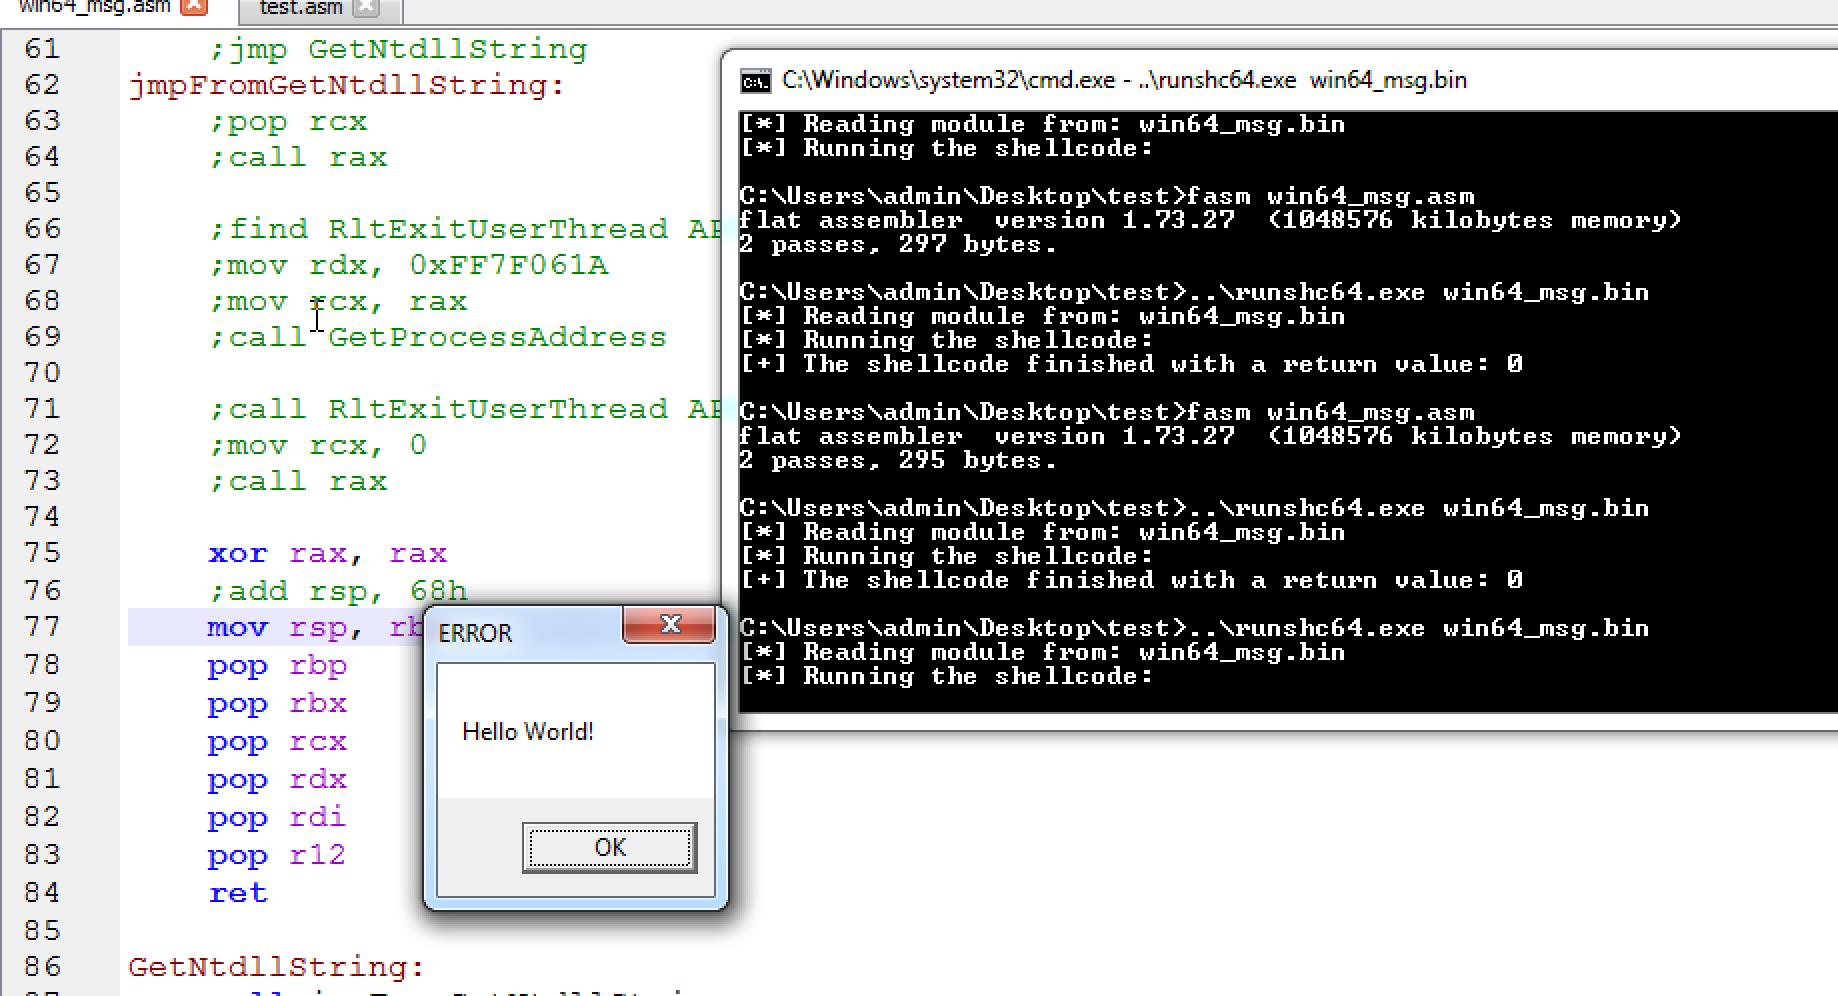 win64_msg.asm test.asm
61 ;jmp GetNtdllString
62 jmpFromGetNtdllString:
63 ;pop rcx
64 ;call rax
65
66 ;find RltExitUserThread AP
67 ;mov rdx, 0xFF7F061A
68 ;mov rcx, rax
69 ;call GetProcessAddress
70
71 ;call RltExitUserThread AP
72 ;mov rcx, 0
73 ;call rax
74
75 xor rax, rax
76 ;add rsp, 68h
77 mov rsp, rb
78 pop rbp
79 pop rbx
80 pop rcx
81 pop rdx
82 pop rdi
83 pop r12
84 ret
85
86 GetNtdllString:
C:\Windows\system32\cmd.exe - ..\runshc64.exe win64_msg.bin
[*] Reading module from: win64_msg.bin
[*] Running the shellcode:
C:\Users\admin\Desktop\test>fasm win64_msg.asm
flat assembler version 1.73.27 (1048576 kilobytes memory)
2 passes, 297 bytes.
C:\Users\admin\Desktop\test>..\runshc64.exe win64_msg.bin
[*] Reading module from: win64_msg.bin
[*] Running the shellcode:
[+] The shellcode finished with a return value: 0
C:\Users\admin\Desktop\test>fasm win64_msg.asm
flat assembler version 1.73.27 (1048576 kilobytes memory)
2 passes, 295 bytes.
C:\Users\admin\Desktop\test>..\runshc64.exe win64_msg.bin
[*] Reading module from: win64_msg.bin
[*] Running the shellcode:
[+] The shellcode finished with a return value: 0
C:\Users\admin\Desktop\test>..\runshc64.exe win64_msg.bin
[*] Reading module from: win64_msg.bin
[*] Running the shellcode:
ERROR
Hello World!
OK